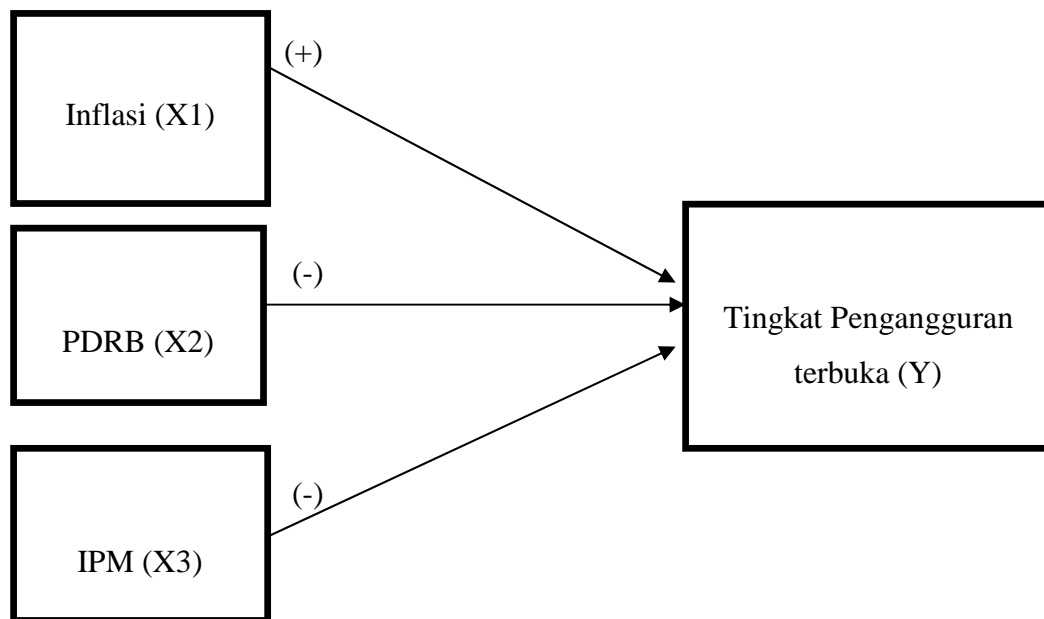 (+)
Inflasi (X1)
(-)
PDRB (X2)
Tingkat Pengangguran
terbuka (Y)
(-)
IPM (X3)